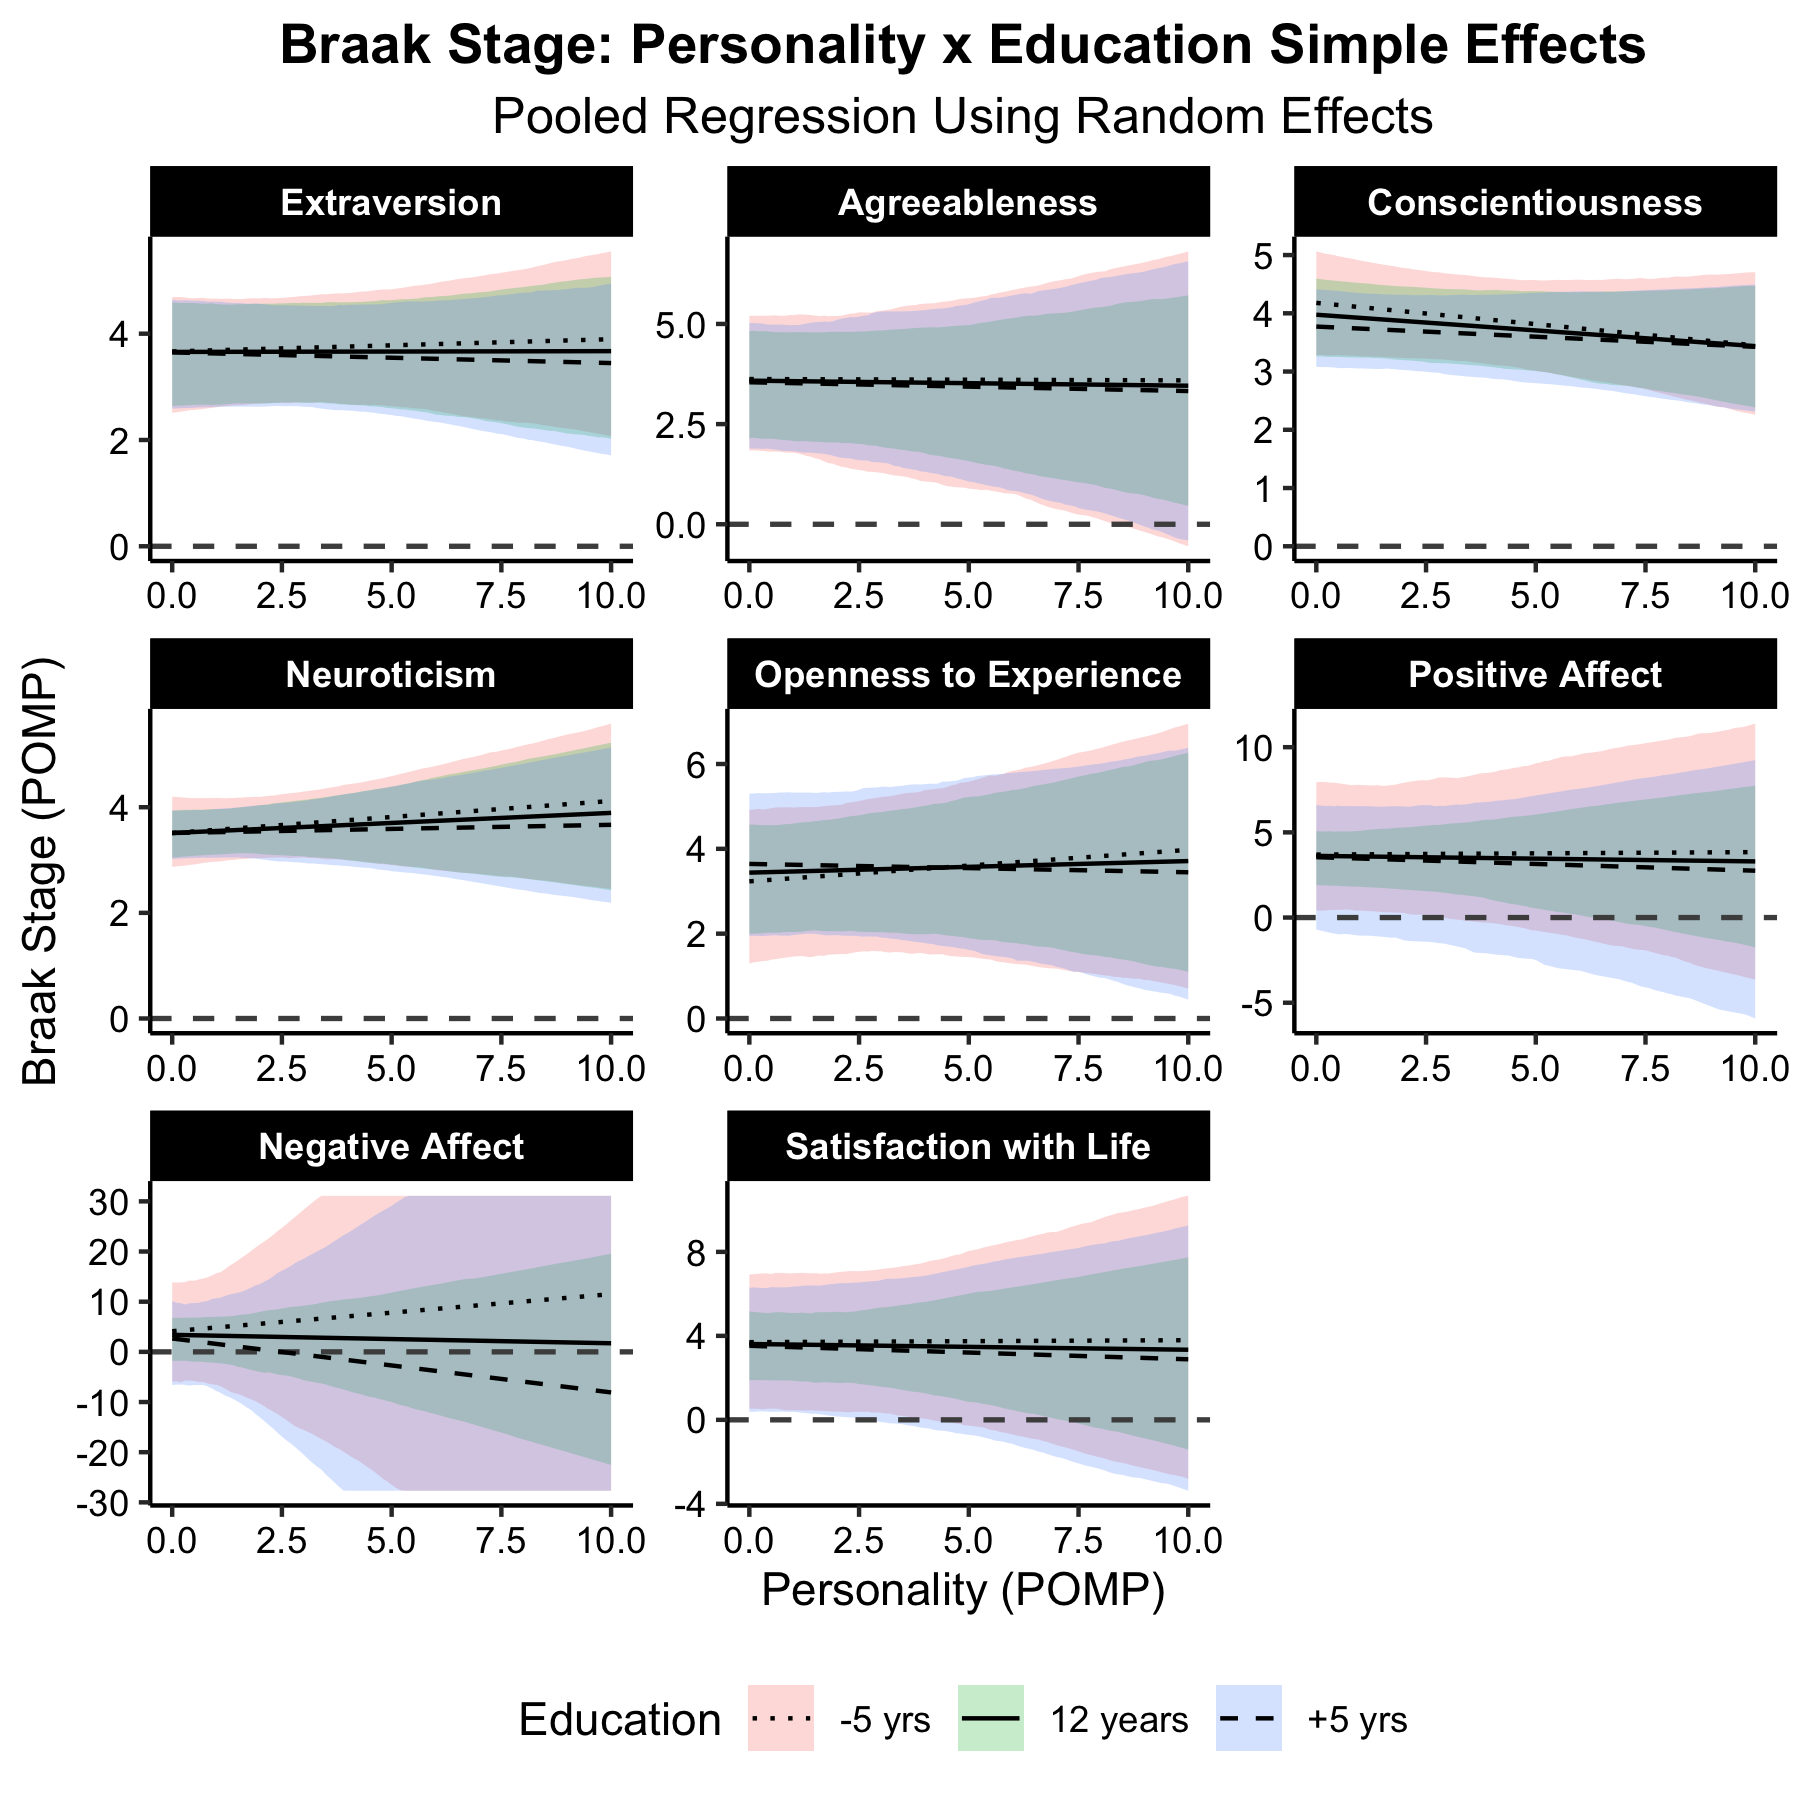 Braak Stage: Personality x Education Simple Effects
Pooled Regression Using Random Effects
Extraversion
Agreeableness
Conscientiousness
4
2
0
0.0 2.5 5.0 7.5 10.0
5.0
2.5
0.0
0.0 2.5 5.0 7.5 10.0
5
4
3
2
1
0
0.0 2.5 5.0 7.5 10.0
Braak Stage (POMP)
Neuroticism
Openness to Experience
Positive Affect
4
2
0
0.0 2.5 5.0 7.5 10.0
6
4
2
0
0.0 2.5 5.0 7.5 10.0
10
5
0
-5
0.0 2.5 5.0 7.5 10.0
Negative Affect
Satisfaction with Life
30
20
10
0
-10
-20
-30
0.0 2.5 5.0 7.5 10.0
8
4
0
-4
0.0 2.5 5.0 7.5 10.0
Personality (POMP)
Education -5 yrs 12 years +5 yrs